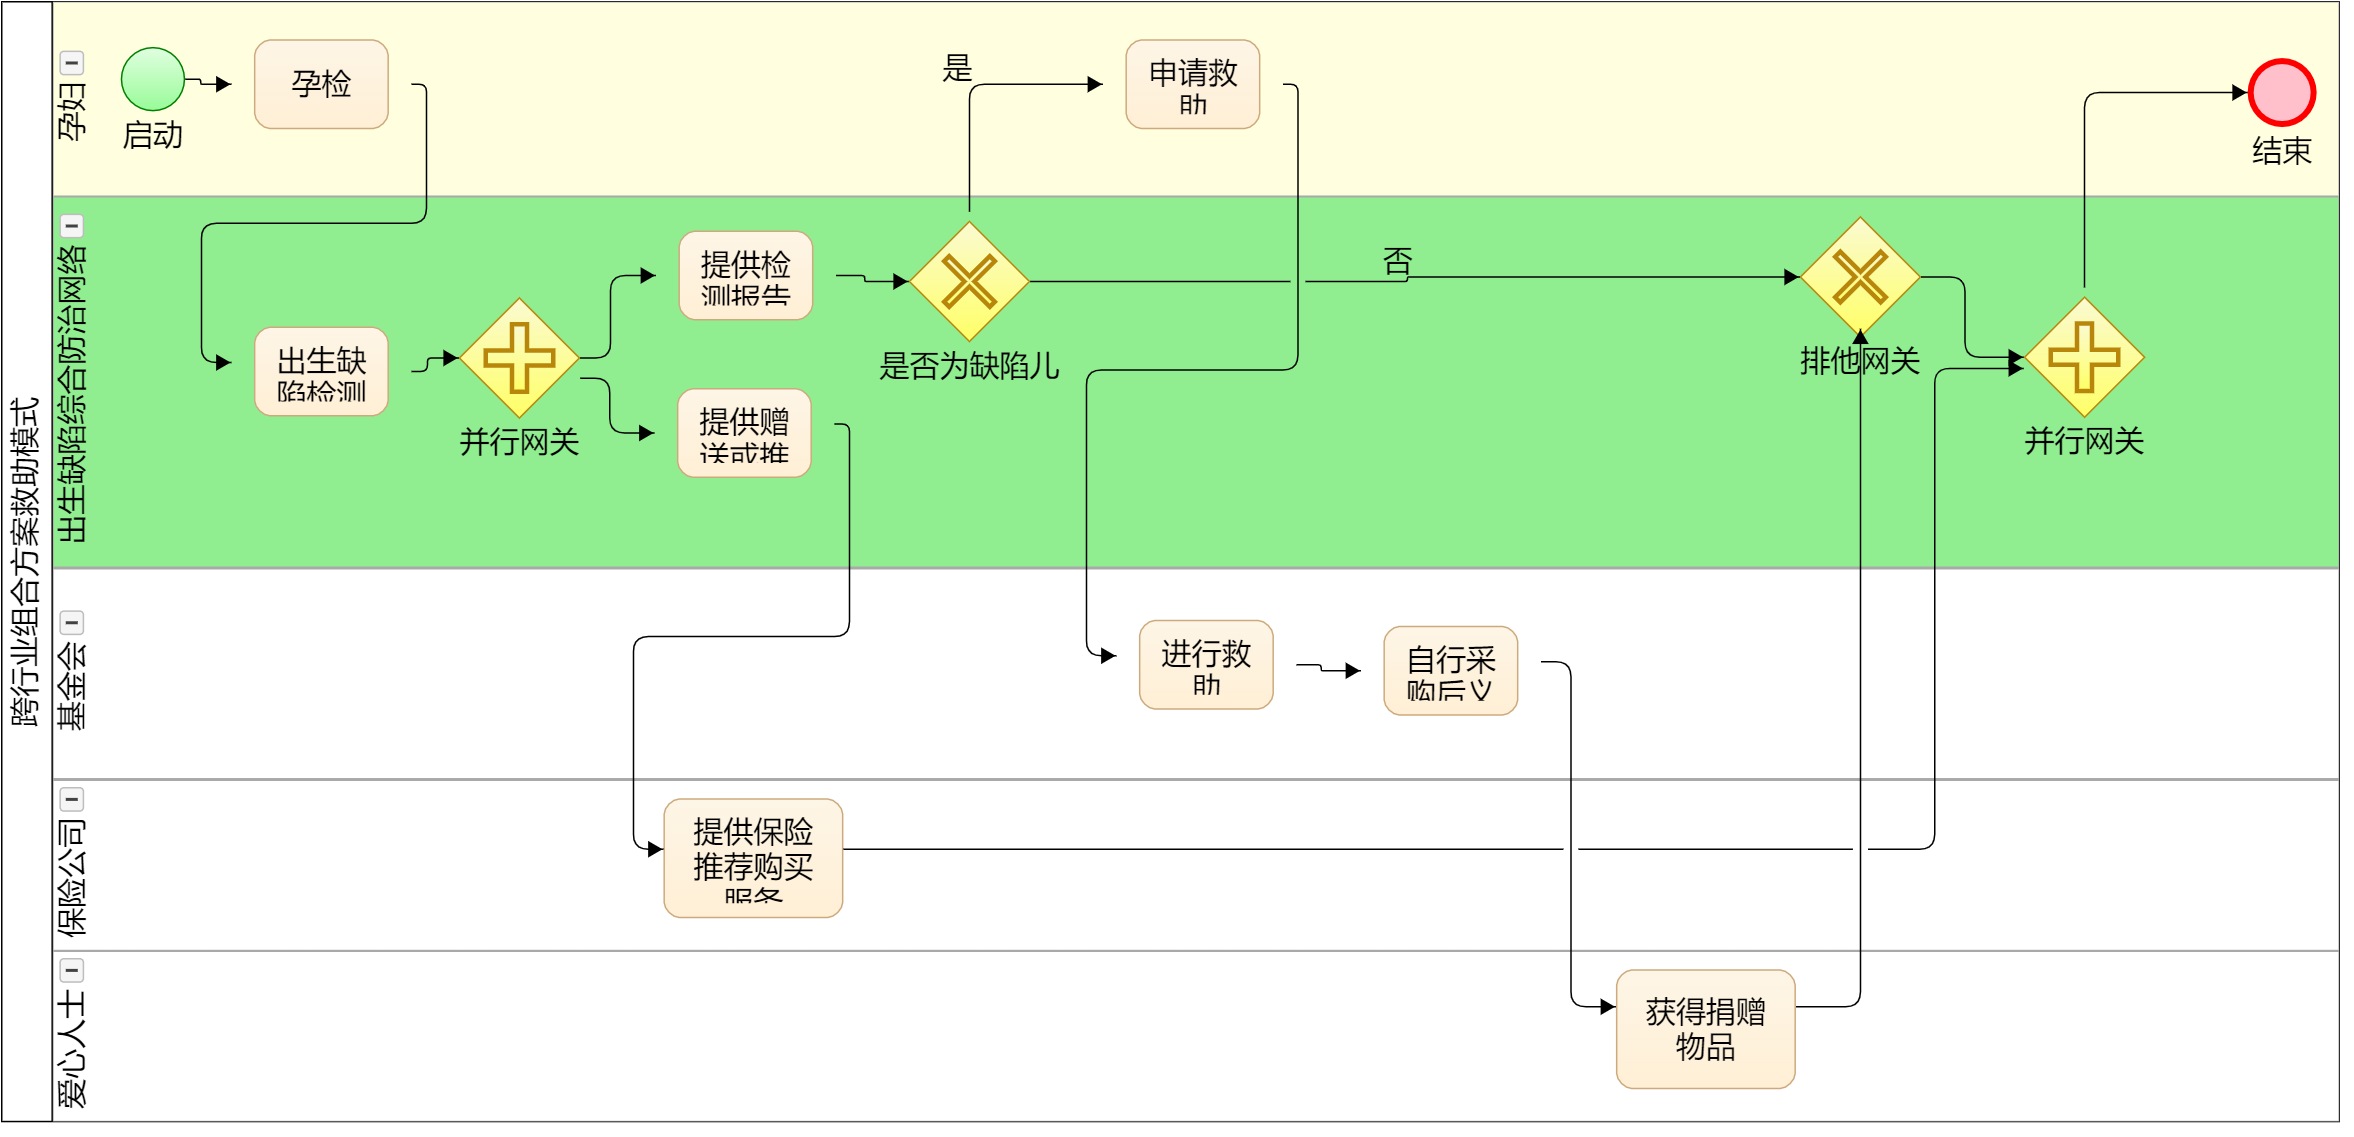 跨行业组合方案救助模式
孕妇
启动
孕检
是
申请救
助
结束
出生缺陷综合防治网络
出生缺
陷检测
并行网关
提供检
测报告
提供赠
送或推
是否为缺陷儿
否
排他网关
并行网关
基金会
进行救
助
自行采
购后义
保险公司
提供保险
推荐购买
服务
爱心人士
获得捐赠
物品